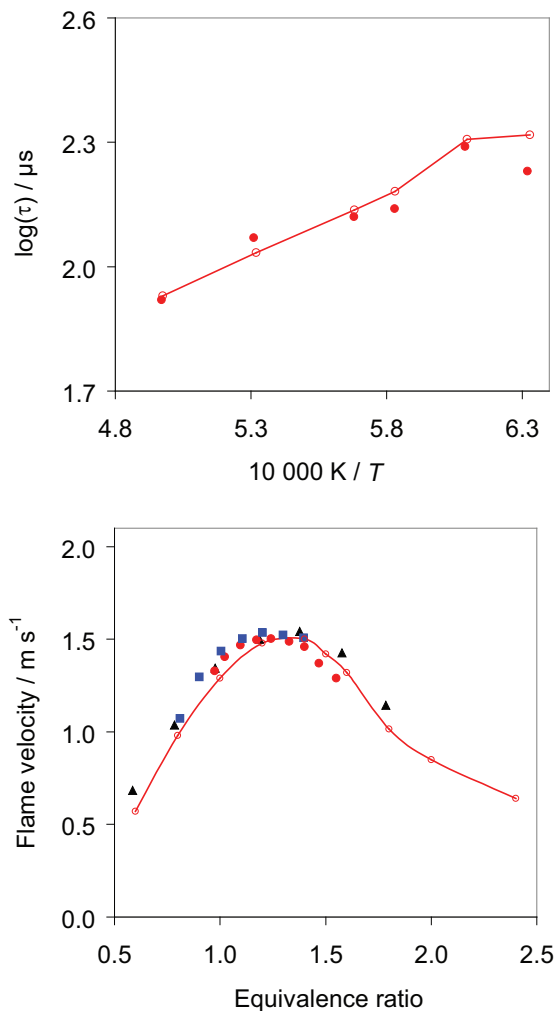 2.6
2.3
2.0
1.7
log(τ) / μs
4.8 5.3 5.8 6.3
10 000 K / T
2.0
1.5
1.0
0.5
0.0
Flame velocity / m s-1
0.5 1.0 1.5 2.0 2.5
Equivalence ratio